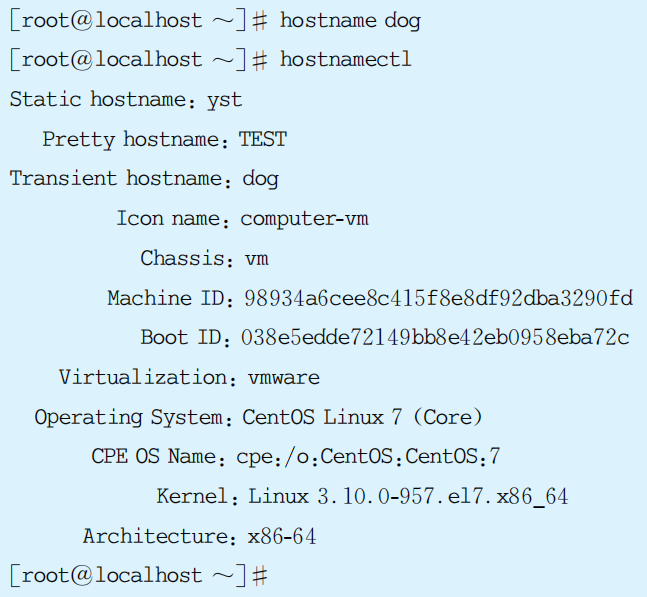 [root@localhost ~]# hostname dog
[root@localhost ~]# hostnamectl
Static hostname: yst
Pretty hostname: TEST
Transient hostname: dog
Icon name: computer-vm
Chassis: vm
Machine ID: 98934a6cee8c415f8e8df92dba3290fd
Boot ID: 038e5edde72149bb8e42eb0958eba72c
Virtualization: vmware
Operating System: CentOS Linux 7 (Core)
CPE OS Name: cpe:/o:CentOS:CentOS:7
Kernel: Linux 3.10.0-957.el7.x86_64
Architecture: x86-64
[root@localhost ~]#